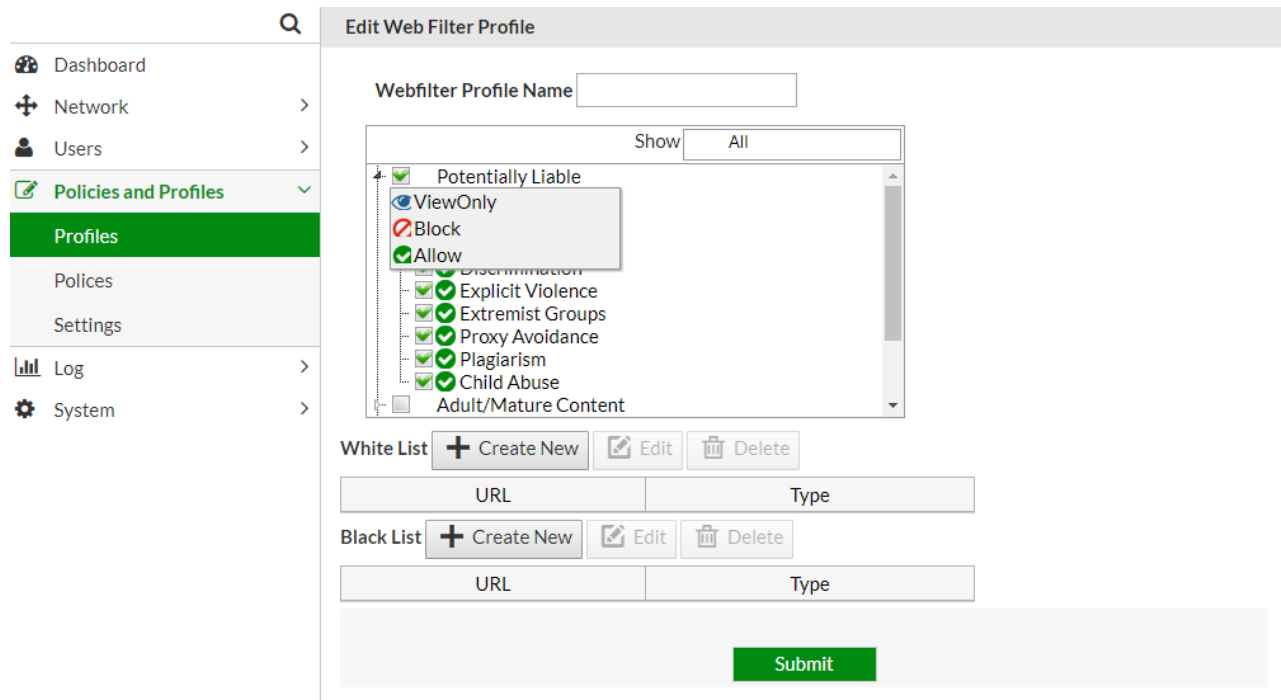 Edit Web Filter Profile
Dashboard
Network
Users
Policies and Profiles
Profiles
Polices
Settings
Log
System
Webfilter Profile Name
Show All
Potentially Liable
ViewOnly
Block
Allow
Discrimination
Explicit Violence
Extremist Groups
Proxy Avoidance
Plagiarism
Child Abuse
Adult/Mature Content
White List Create New Edit Delete
URL Type
Black List Create New Edit Delete
URL Type
Submit